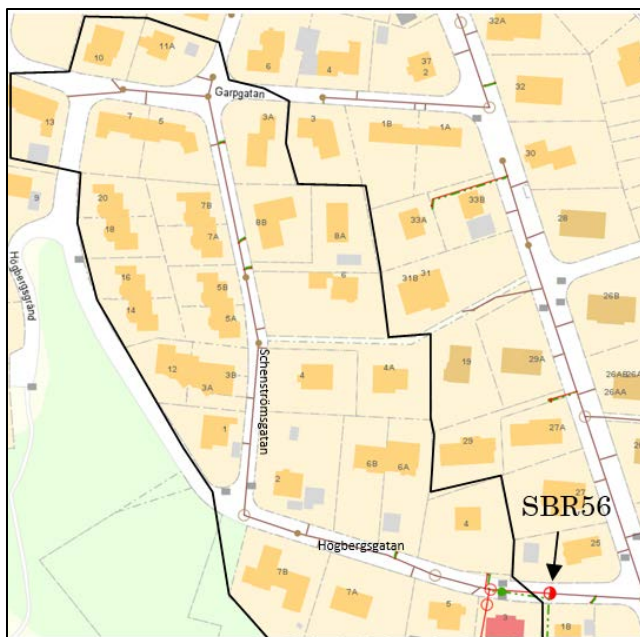 32A
11A
10
6
4
37
2
32
Garpgatan
13
7
5
3A
3
1B
1A
30
9
20
18
7B
7A
8B
8A
33A
33B
28
Högbergsgränd
16
14
5B
5A
6
31B
31
26B
12
3A
3B
Schenströmsgatan
4
4A
19
29A
26AB
26AA
1
6B
6A
29
27A
2
4
27
SBR56
Högbergsgatan
25
7B
7A
5
3
1B